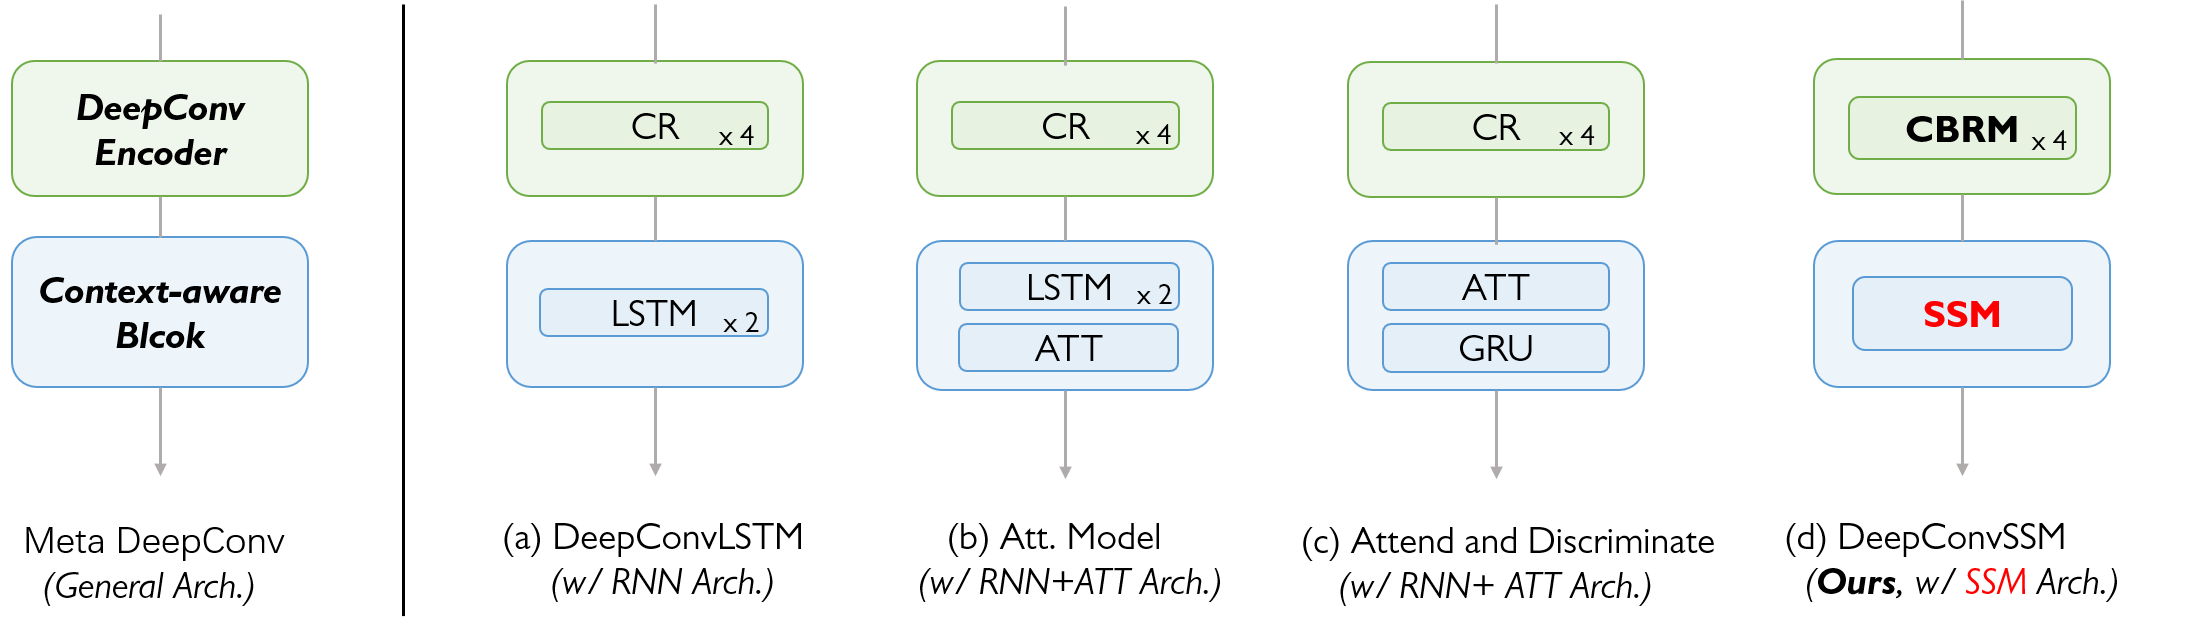 DeepConv
Encoder
Context-aware
Blcok
Meta DeepConv
(General Arch.)
CR x 4
LSTM x 2
(a) DeepConvLSTM
(w/ RNN Arch.)
CR x 4
LSTM x 2
ATT
(b) Att. Model
(w/ RNN+ATT Arch.)
CR x 4
ATT
GRU
(c) Attend and Discriminate
(w/ RNN+ ATT Arch.)
CBRM x 4
SSM
(d) DeepConvSSM
(Ours, w/ SSM Arch.)